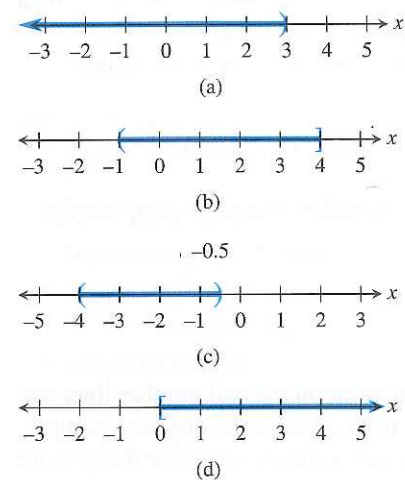 x
–3 –2 –1 0 1 2 3 4 5
(a)
x
–3 –2 –1 0 1 2 3 4 5
(b)
–0.5
x
–5 –4 –3 –2 –1 0 1 2 3
(c)
x
–3 –2 –1 0 1 2 3 4 5
(d)